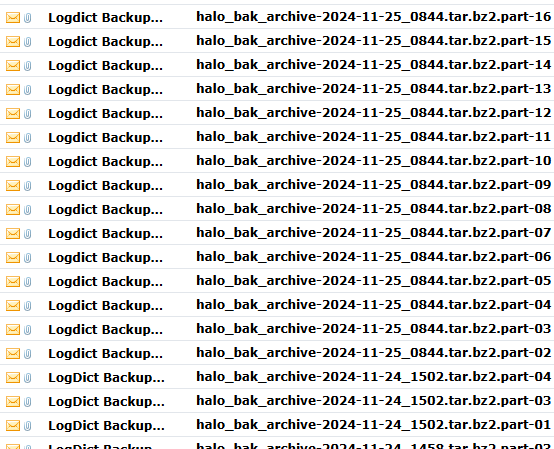 Logdict Backup... halo_bak_archive-2024-11-25_0844.tar.bz2.part-16
Logdict Backup... halo_bak_archive-2024-11-25_0844.tar.bz2.part-15
Logdict Backup... halo_bak_archive-2024-11-25_0844.tar.bz2.part-14
Logdict Backup... halo_bak_archive-2024-11-25_0844.tar.bz2.part-13
Logdict Backup... halo_bak_archive-2024-11-25_0844.tar.bz2.part-12
Logdict Backup... halo_bak_archive-2024-11-25_0844.tar.bz2.part-11
Logdict Backup... halo_bak_archive-2024-11-25_0844.tar.bz2.part-10
Logdict Backup... halo_bak_archive-2024-11-25_0844.tar.bz2.part-09
Logdict Backup... halo_bak_archive-2024-11-25_0844.tar.bz2.part-08
Logdict Backup... halo_bak_archive-2024-11-25_0844.tar.bz2.part-07
Logdict Backup... halo_bak_archive-2024-11-25_0844.tar.bz2.part-06
Logdict Backup... halo_bak_archive-2024-11-25_0844.tar.bz2.part-05
Logdict Backup... halo_bak_archive-2024-11-25_0844.tar.bz2.part-04
Logdict Backup... halo_bak_archive-2024-11-25_0844.tar.bz2.part-03
Logdict Backup... halo_bak_archive-2024-11-25_0844.tar.bz2.part-02
LogDict Backup... halo_bak_archive-2024-11-24_1502.tar.bz2.part-04
LogDict Backup... halo_bak_archive-2024-11-24_1502.tar.bz2.part-03
LogDict Backup... halo_bak_archive-2024-11-24_1502.tar.bz2.part-01
LogDict Backup...